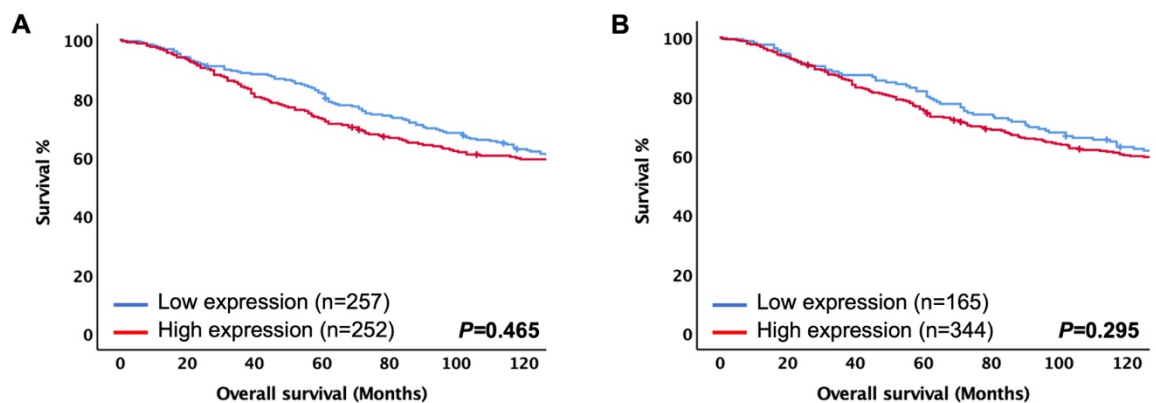 A
100
80
60
40
20
0
Survival %
Low expression (n=257)
High expression (n=252)
P=0.465
0 20 40 60 80 100 120
Overall survival (Months)
B
100
80
60
40
20
0
Survival %
Low expression (n=165)
High expression (n=344)
P=0.295
0 20 40 60 80 100 120
Overall survival (Months)